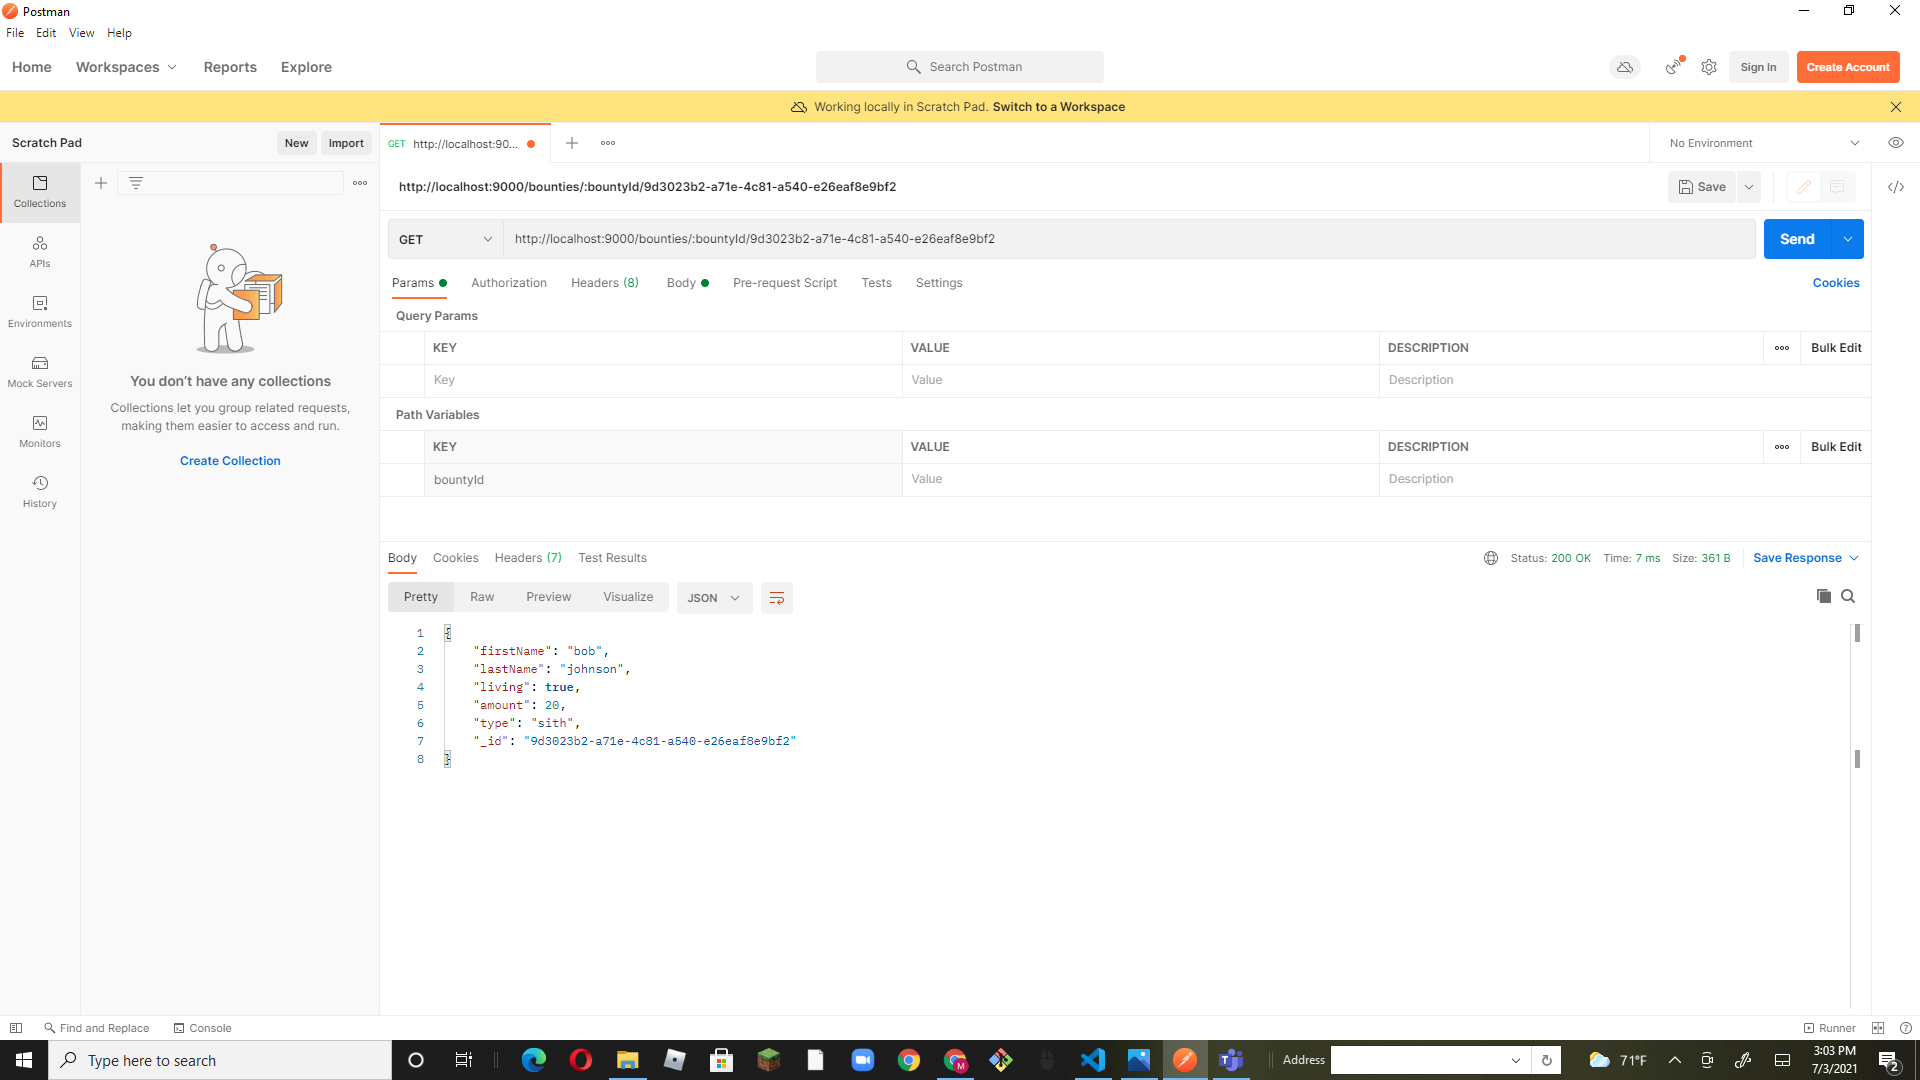 Postman
File Edit View Help
Home Workspaces Reports Explore
Search Postman
Sign In Create Account
Working locally in Scratch Pad. Switch to a Workspace
Scratch Pad New Import
GET http://localhost:90...
No Environment
Collections
APIs
Environments
Mock Servers
Monitors
History
You don't have any collections
Collections let you group related requests,
making them easier to access and run.
Create Collection
http://localhost:9000/bounties/:bountyId/9d3023b2-a71e-4c81-a540-e26eaf8e9bf2
Save
GET http://localhost:9000/bounties/:bountyId/9d3023b2-a71e-4c81-a540-e26eaf8e9bf2 Send
Params Authorization Headers (8) Body Pre-request Script Tests Settings Cookies
Query Params
KEY VALUE DESCRIPTION Bulk Edit
Key Value Description
Path Variables
KEY VALUE DESCRIPTION Bulk Edit
bountyId Value Description
Body Cookies Headers (7) Test Results Status: 200 OK Time: 7 ms Size: 361 B Save Response
Pretty Raw Preview Visualize JSON
1 {
2 "firstName": "bob",
3 "lastName": "johnson",
4 "living": true,
5 "amount": 20,
6 "type": "sith",
7 "_id": "9d3023b2-a71e-4c81-a540-e26eaf8e9bf2"
8 }
Find and Replace Console Runner
Type here to search
Address
71°F
3:03 PM
7/3/2021
2